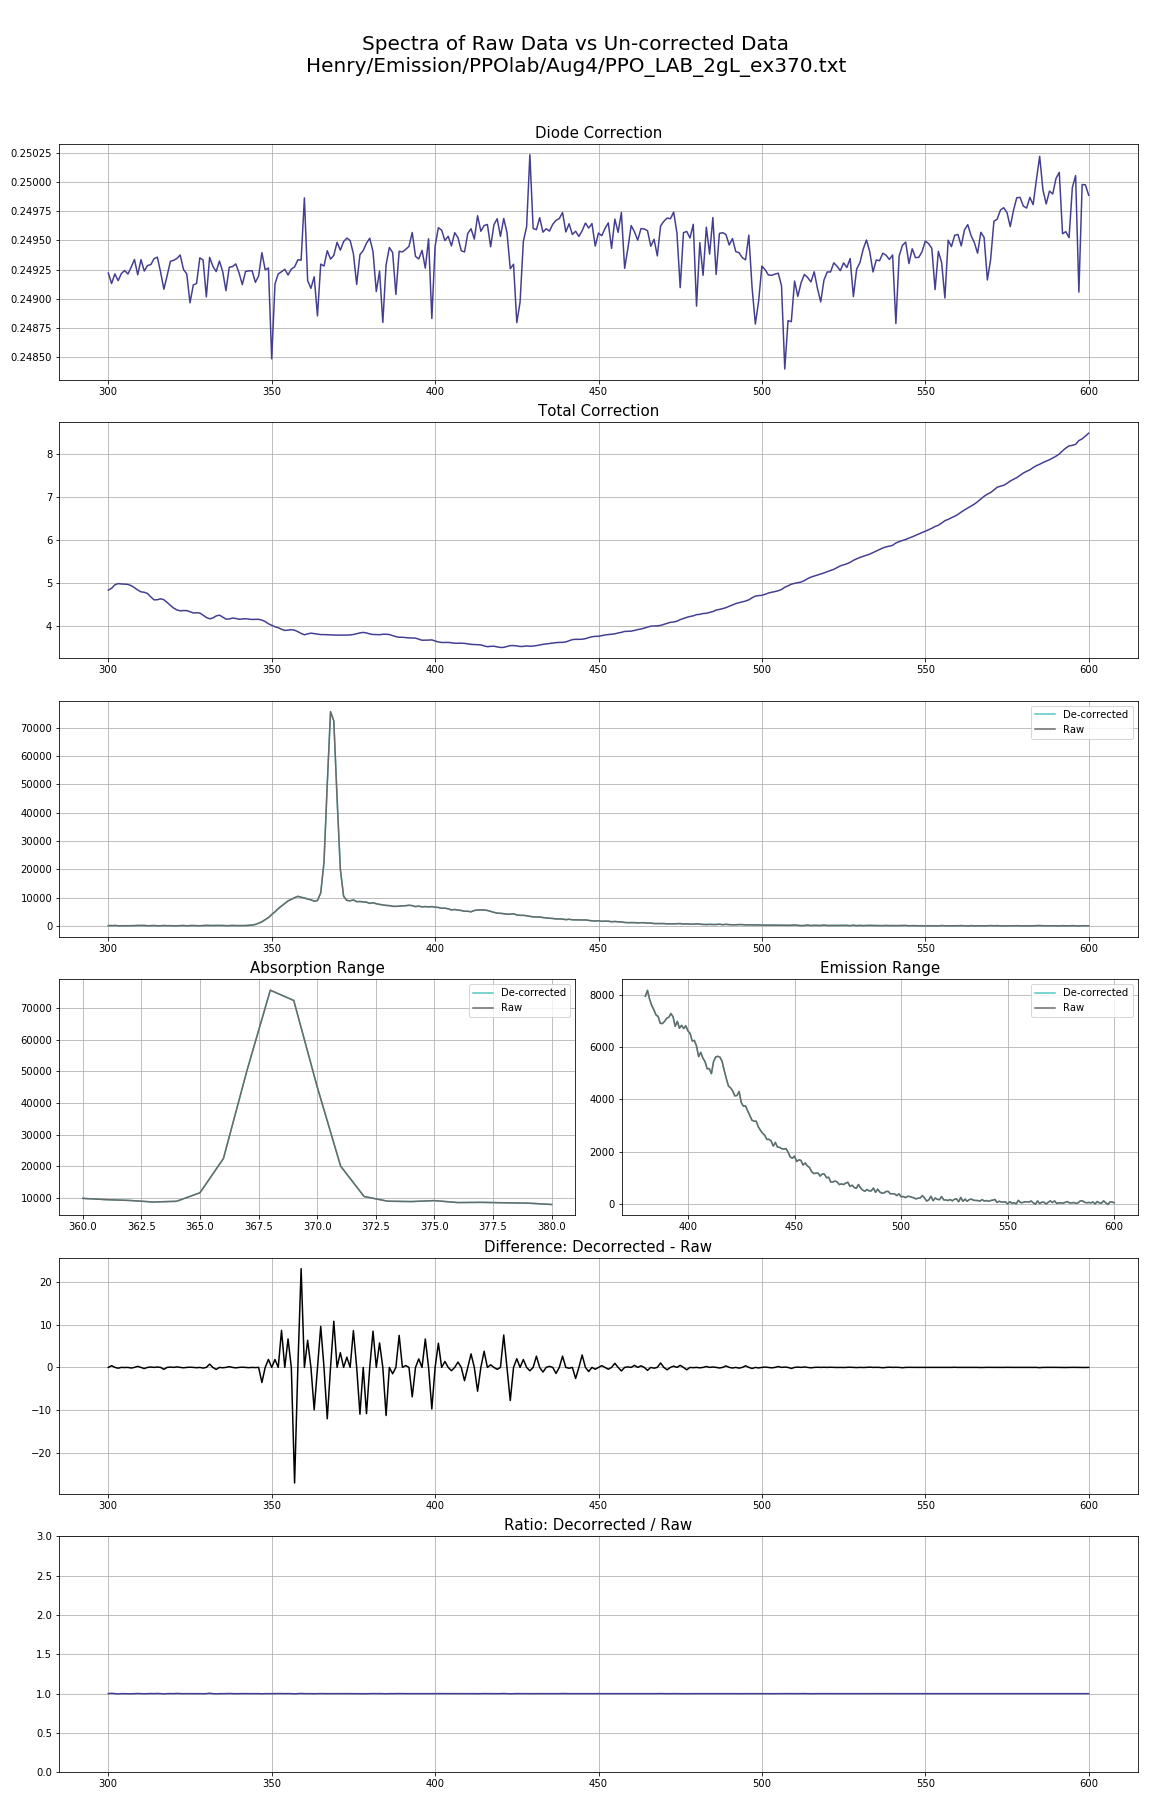 Spectra of Raw Data vs Un-corrected Data
Henry/Emission/PPOlab/Aug4/PPO_LAB_2gL_ex370.txt
Diode Correction
0.25025
0.25000
0.24975
0.24950
0.24925
0.24900
0.24875
0.24850
300 350 400 450 500 550 600
Total Correction
8
7
6
5
4
300 350 400 450 500 550 600
De-corrected
Raw
70000
60000
50000
40000
30000
20000
10000
0
300 350 400 450 500 550 600
Absorption Range
De-corrected
Raw
70000
60000
50000
40000
30000
20000
10000
360.0 362.5 365.0 367.5 370.0 372.5 375.0 377.5 380.0
Emission Range
De-corrected
Raw
8000
6000
4000
2000
0
400 450 500 550 600
Difference: Decorrected - Raw
20
10
0
−10
−20
300 350 400 450 500 550 600
Ratio: Decorrected / Raw
3.0
2.5
2.0
1.5
1.0
0.5
0.0
300 350 400 450 500 550 600